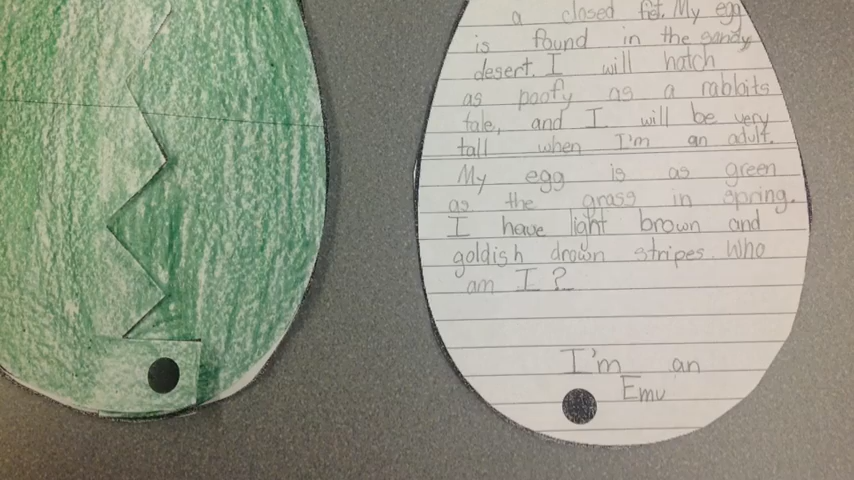 a closed fist. My egg
is found in the sandy
desert. I will hatch
as poofy as a rabbits
tale, and I will be very
tall when I'm an adult.
My egg is as green
as the grass in spring.
I have light brown and
goldish drown stripes. Who
am I?
I'm an
Emu